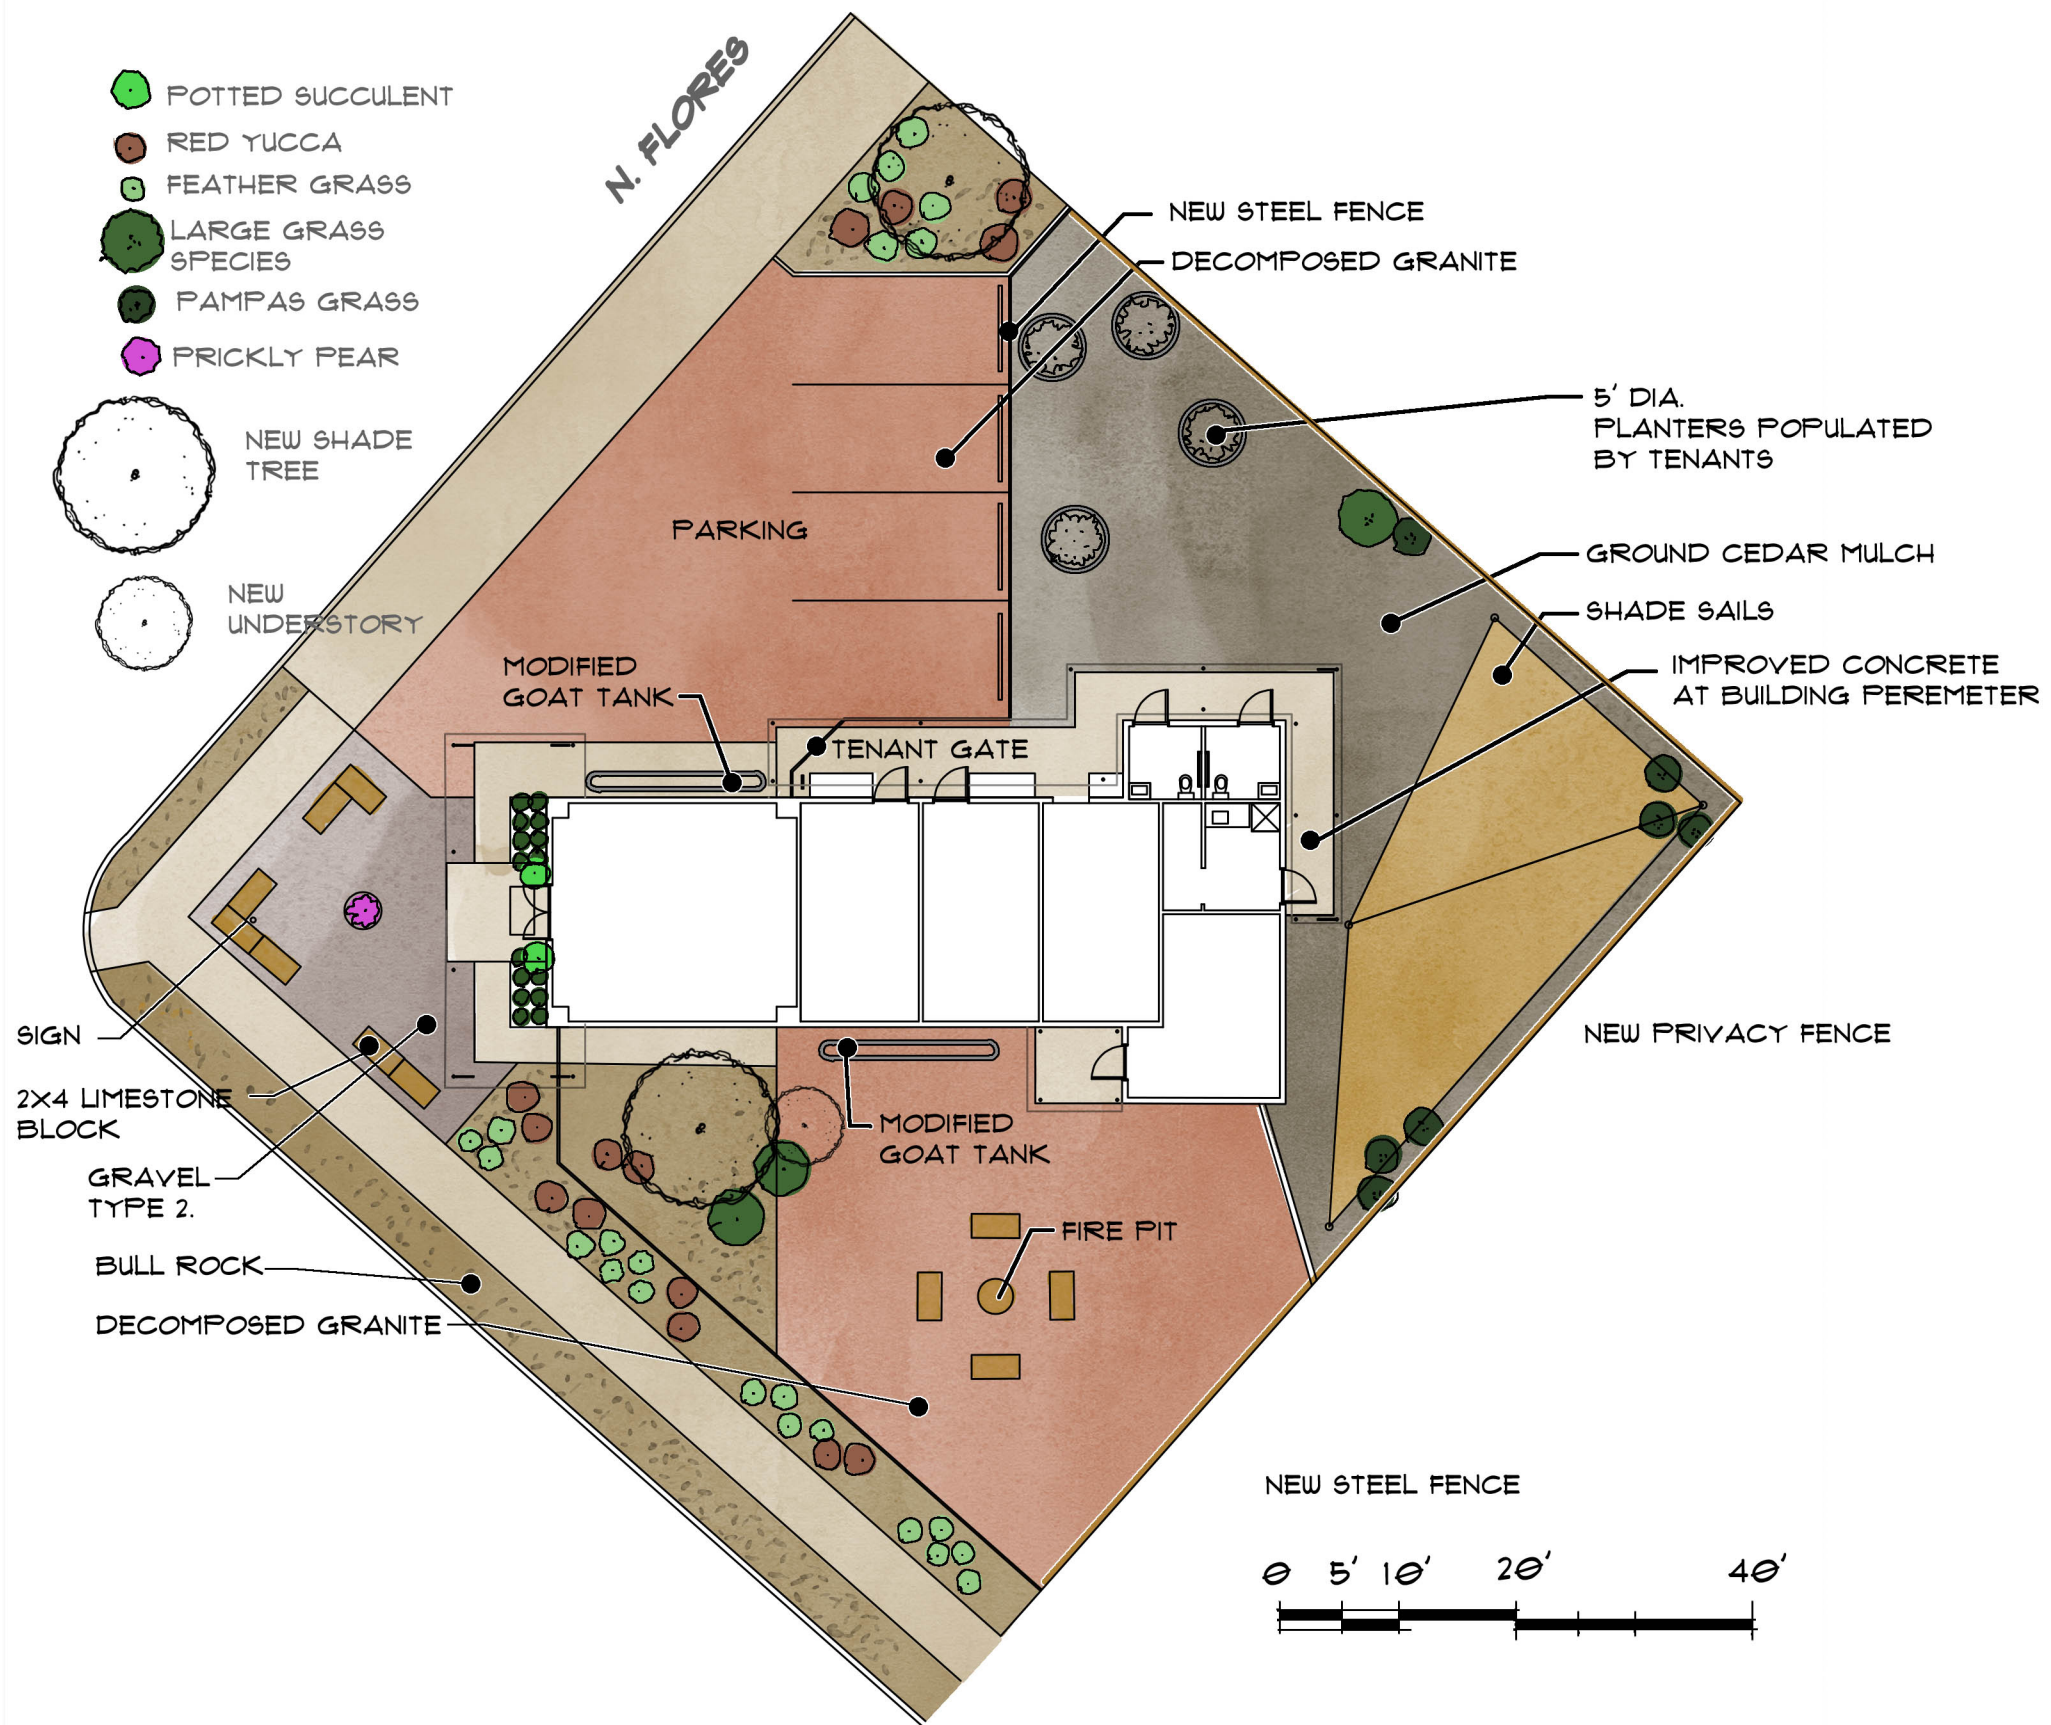 POTTED SUCCULENT
RED YUCCA
FEATHER GRASS
LARGE GRASS
SPECIES
PAMPAS GRASS
PRICKLY PEAR
NEW SHADE
TREE
NEW
UNDERSTORY
N. FLORES
NEW STEEL FENCE
DECOMPOSED GRANITE
5' DIA.
PLANTERS POPULATED
BY TENANTS
GROUND CEDAR MULCH
SHADE SAILS
IMPROVED CONCRETE
AT BUILDING PEREMETER
PARKING
MODIFIED
GOAT TANK
TENANT GATE
SIGN
2X4 LIMESTONE
BLOCK
GRAVEL
TYPE 2.
BULL ROCK
DECOMPOSED GRANITE
MODIFIED
GOAT TANK
FIRE PIT
NEW PRIVACY FENCE
NEW STEEL FENCE
0 5' 10' 20' 40'